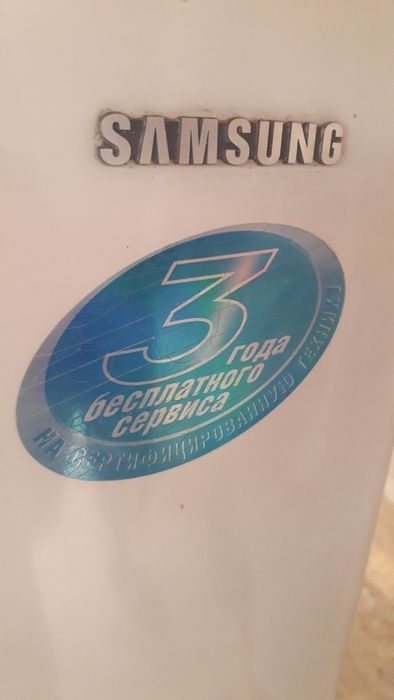 SAMSUNG
3
года
бесплатного
сервиса
НА СЕРТИФИЦИРОВАННУЮ ТЕХНИКУ